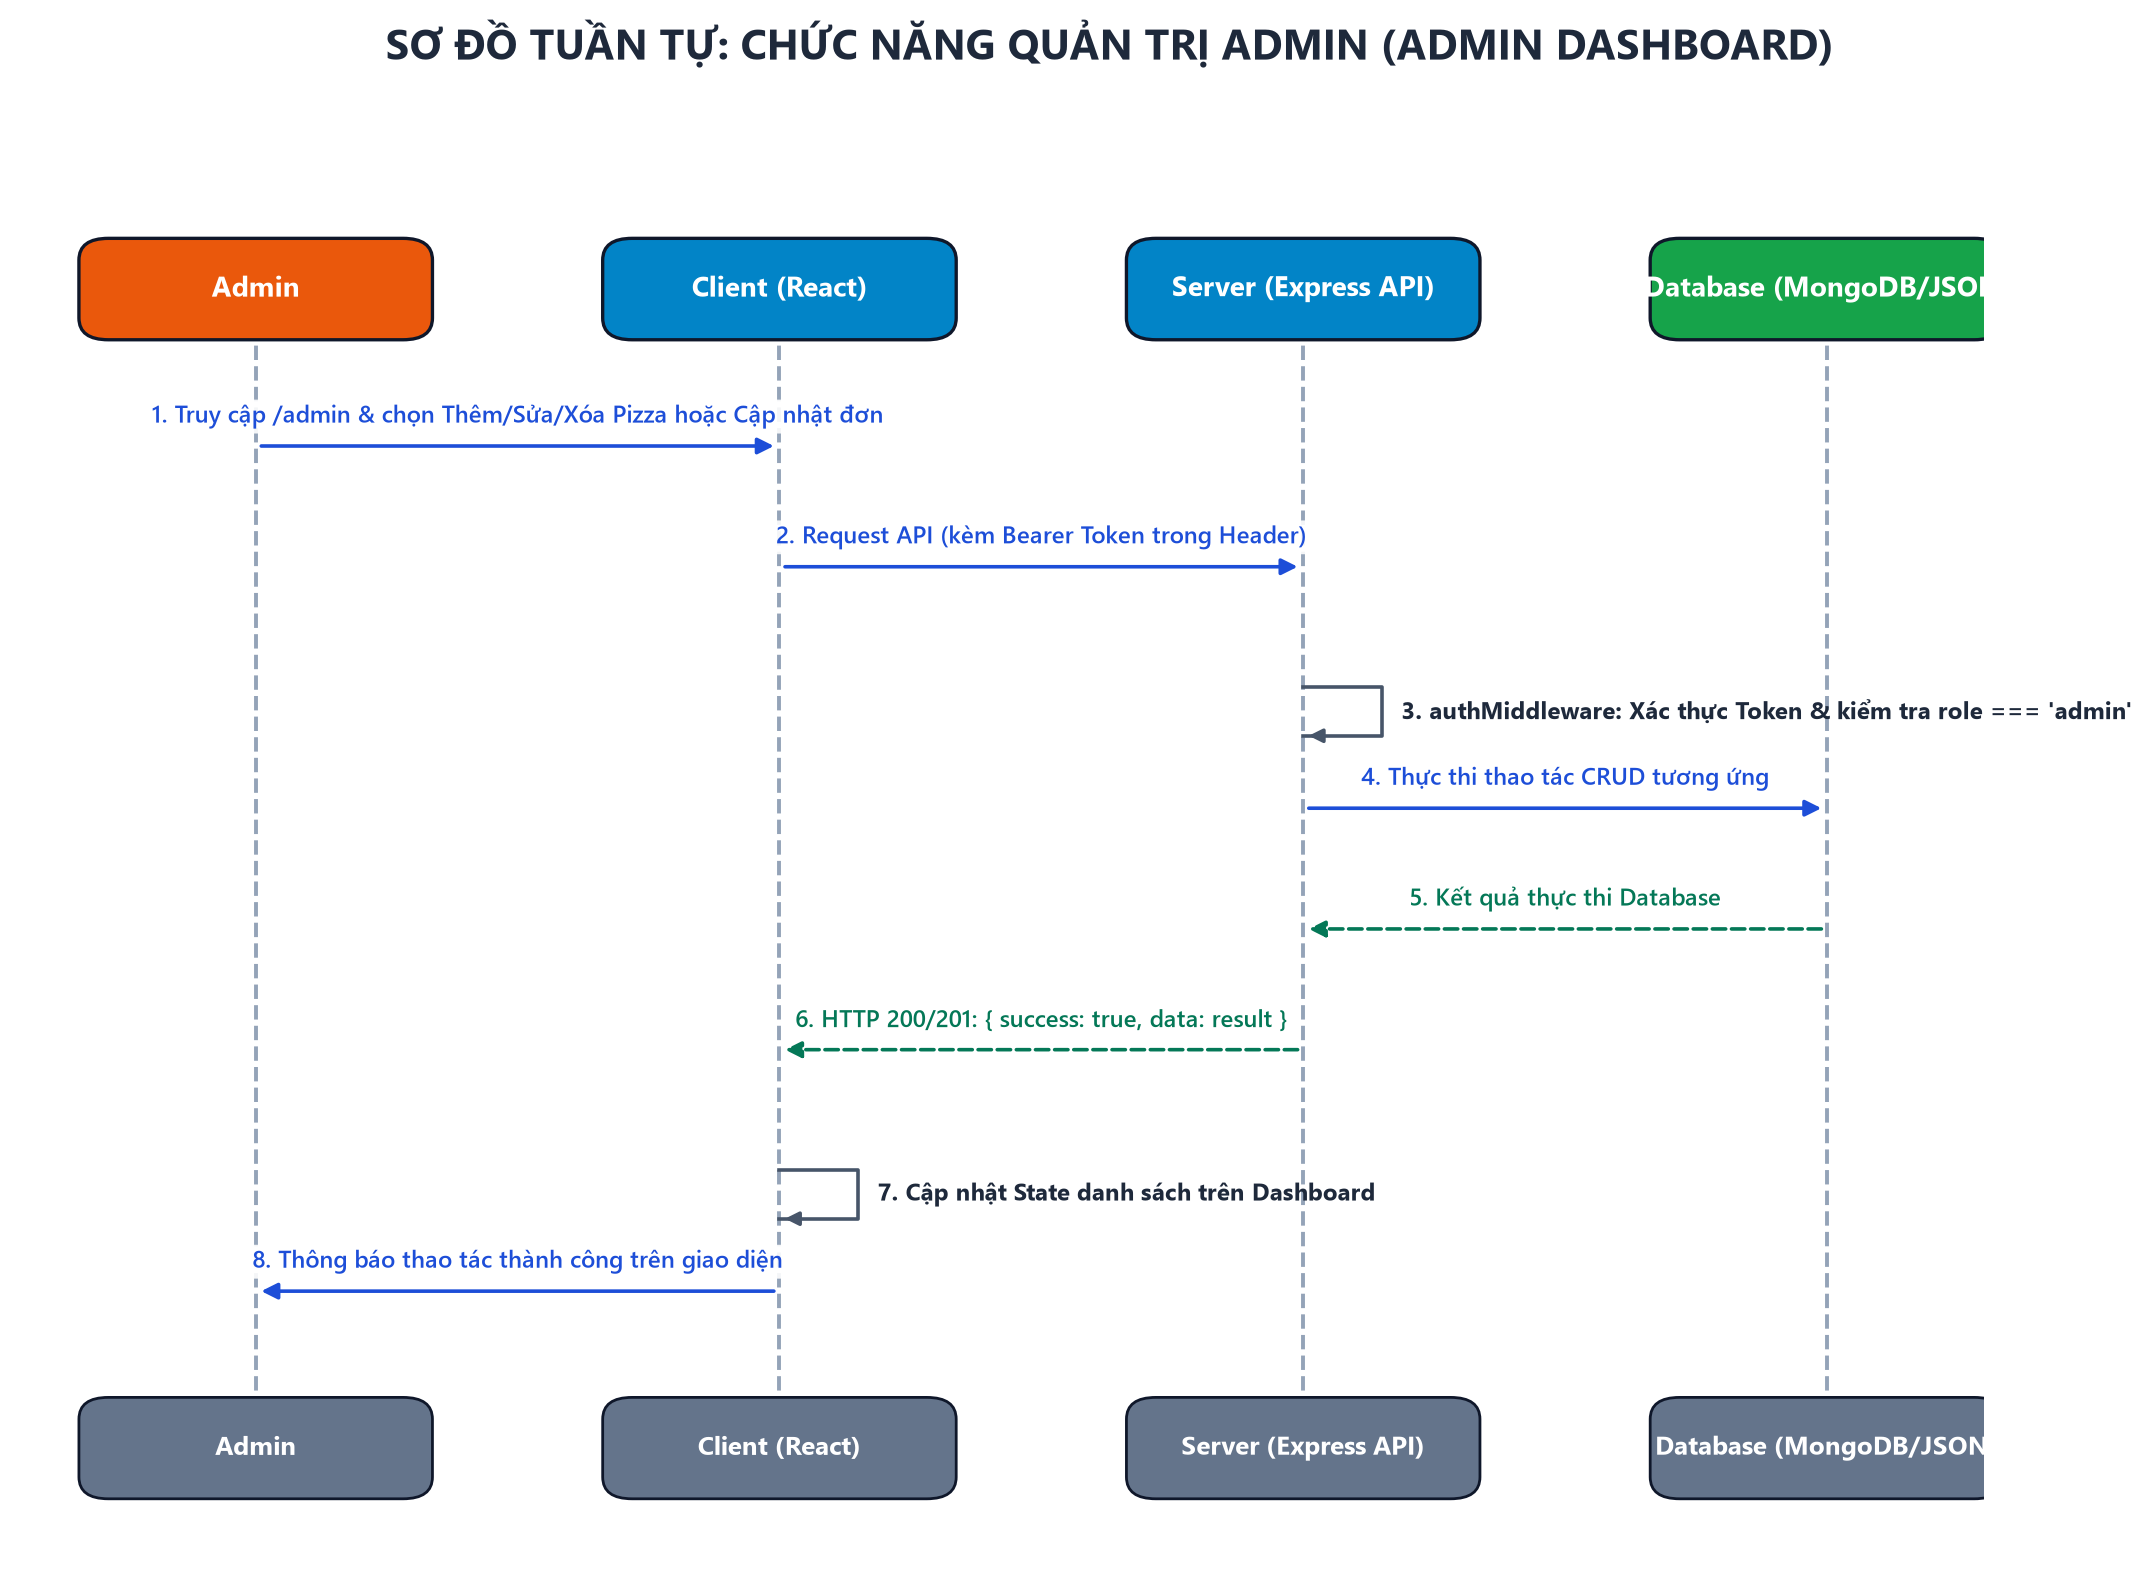 SƠ ĐỒ TUẦN TỰ: CHỨC NĂNG QUẢN TRỊ ADMIN (ADMIN DASHBOARD)
Admin
Client (React)
Server (Express API)
Database (MongoDB/JSON
1. Truy cập /admin & chọn Thêm/Sửa/Xóa Pizza hoặc Cập nhật đơn
2. Request API (kèm Bearer Token trong Header)
3. authMiddleware: Xác thực Token & kiểm tra role === 'admin'
4. Thực thi thao tác CRUD tương ứng
5. Kết quả thực thi Database
6. HTTP 200/201: { success: true, data: result }
7. Cập nhật State danh sách trên Dashboard
8. Thông báo thao tác thành công trên giao diện
Admin
Client (React)
Server (Express API)
Database (MongoDB/JSON